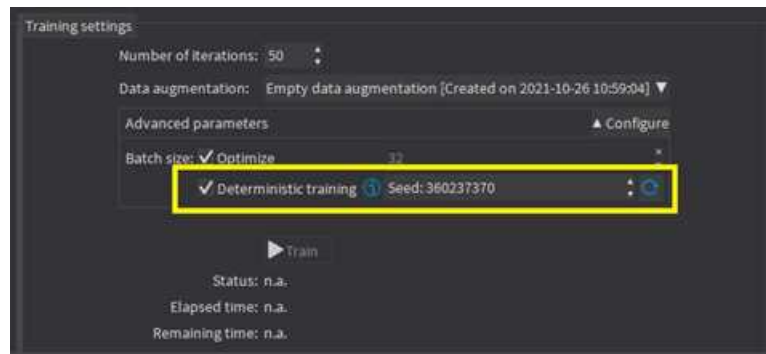 Training settings
Number of iterations: 50
Data augmentation: Empty data augmentation [Created on 2021-10-26 10:59:04]
Advanced parameters Configure
Batch size: Optimize 32
Deterministic training Seed: 360237370
Train
Status: n.a.
Elapsed time: n.a.
Remaining time: n.a.